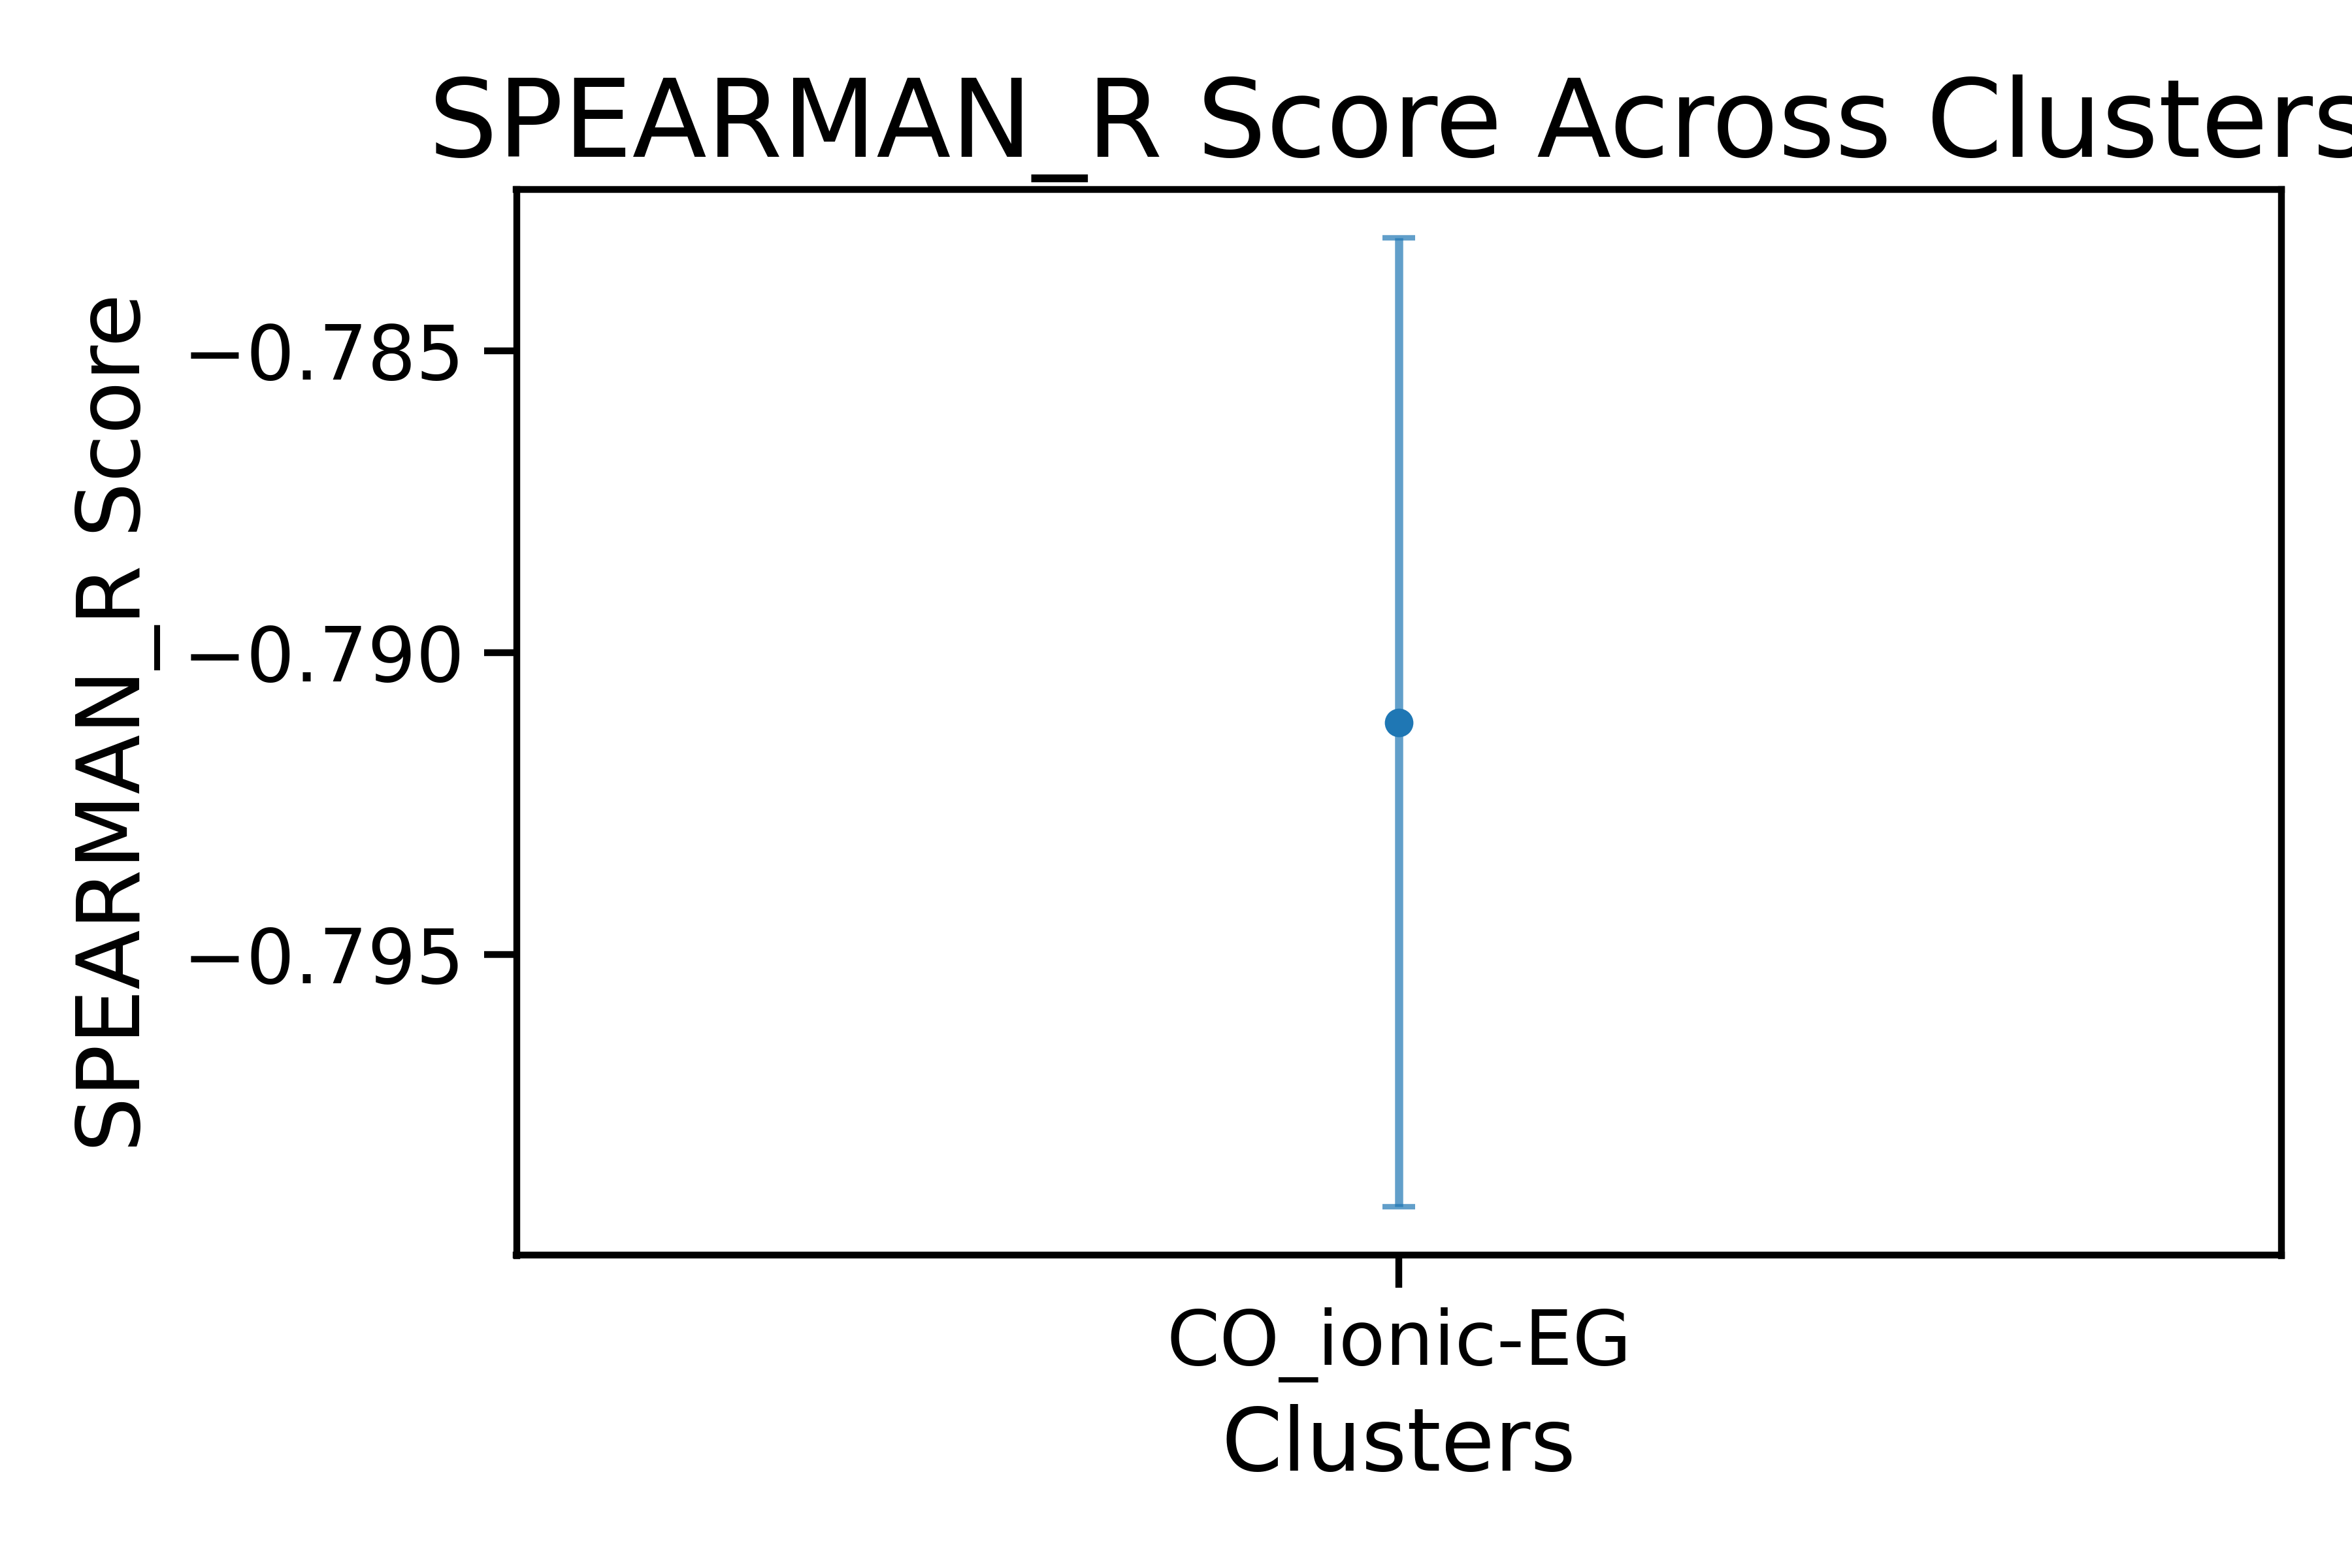 SPEARMAN_R Score Across Clusters
SPEARMAN_R Score
−0.785
−0.790
−0.795
CO_ionic-EG
Clusters